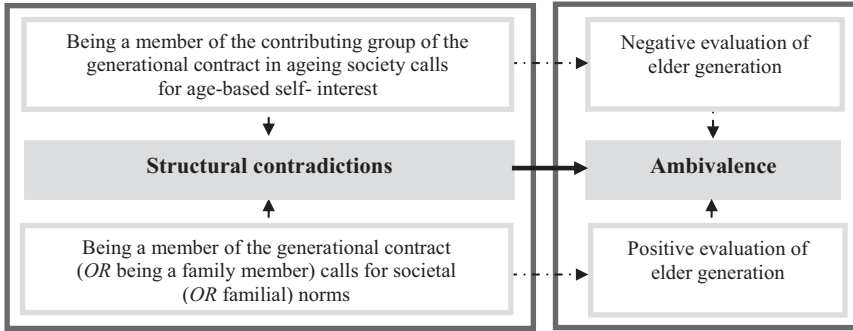 Being a member of the contributing group of the
generational contract in ageing society calls
for age-based self- interest
Negative evaluation of
elder generation
Structural contradictions
Ambivalence
Being a member of the generational contract
(OR being a family member) calls for societal
(OR familial) norms
Positive evaluation of
elder generation